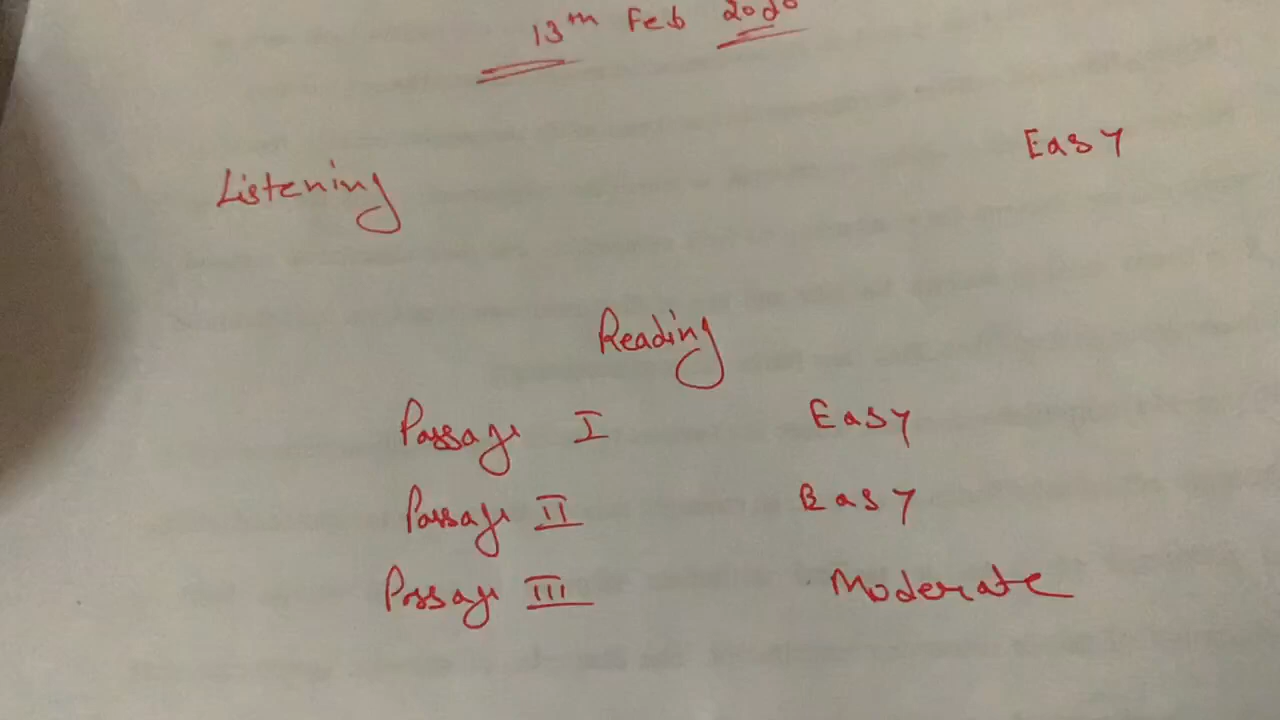 13th Feb 2020
Listening Easy
Reading
Passage I Easy
Passage II Easy
Passage III Moderate